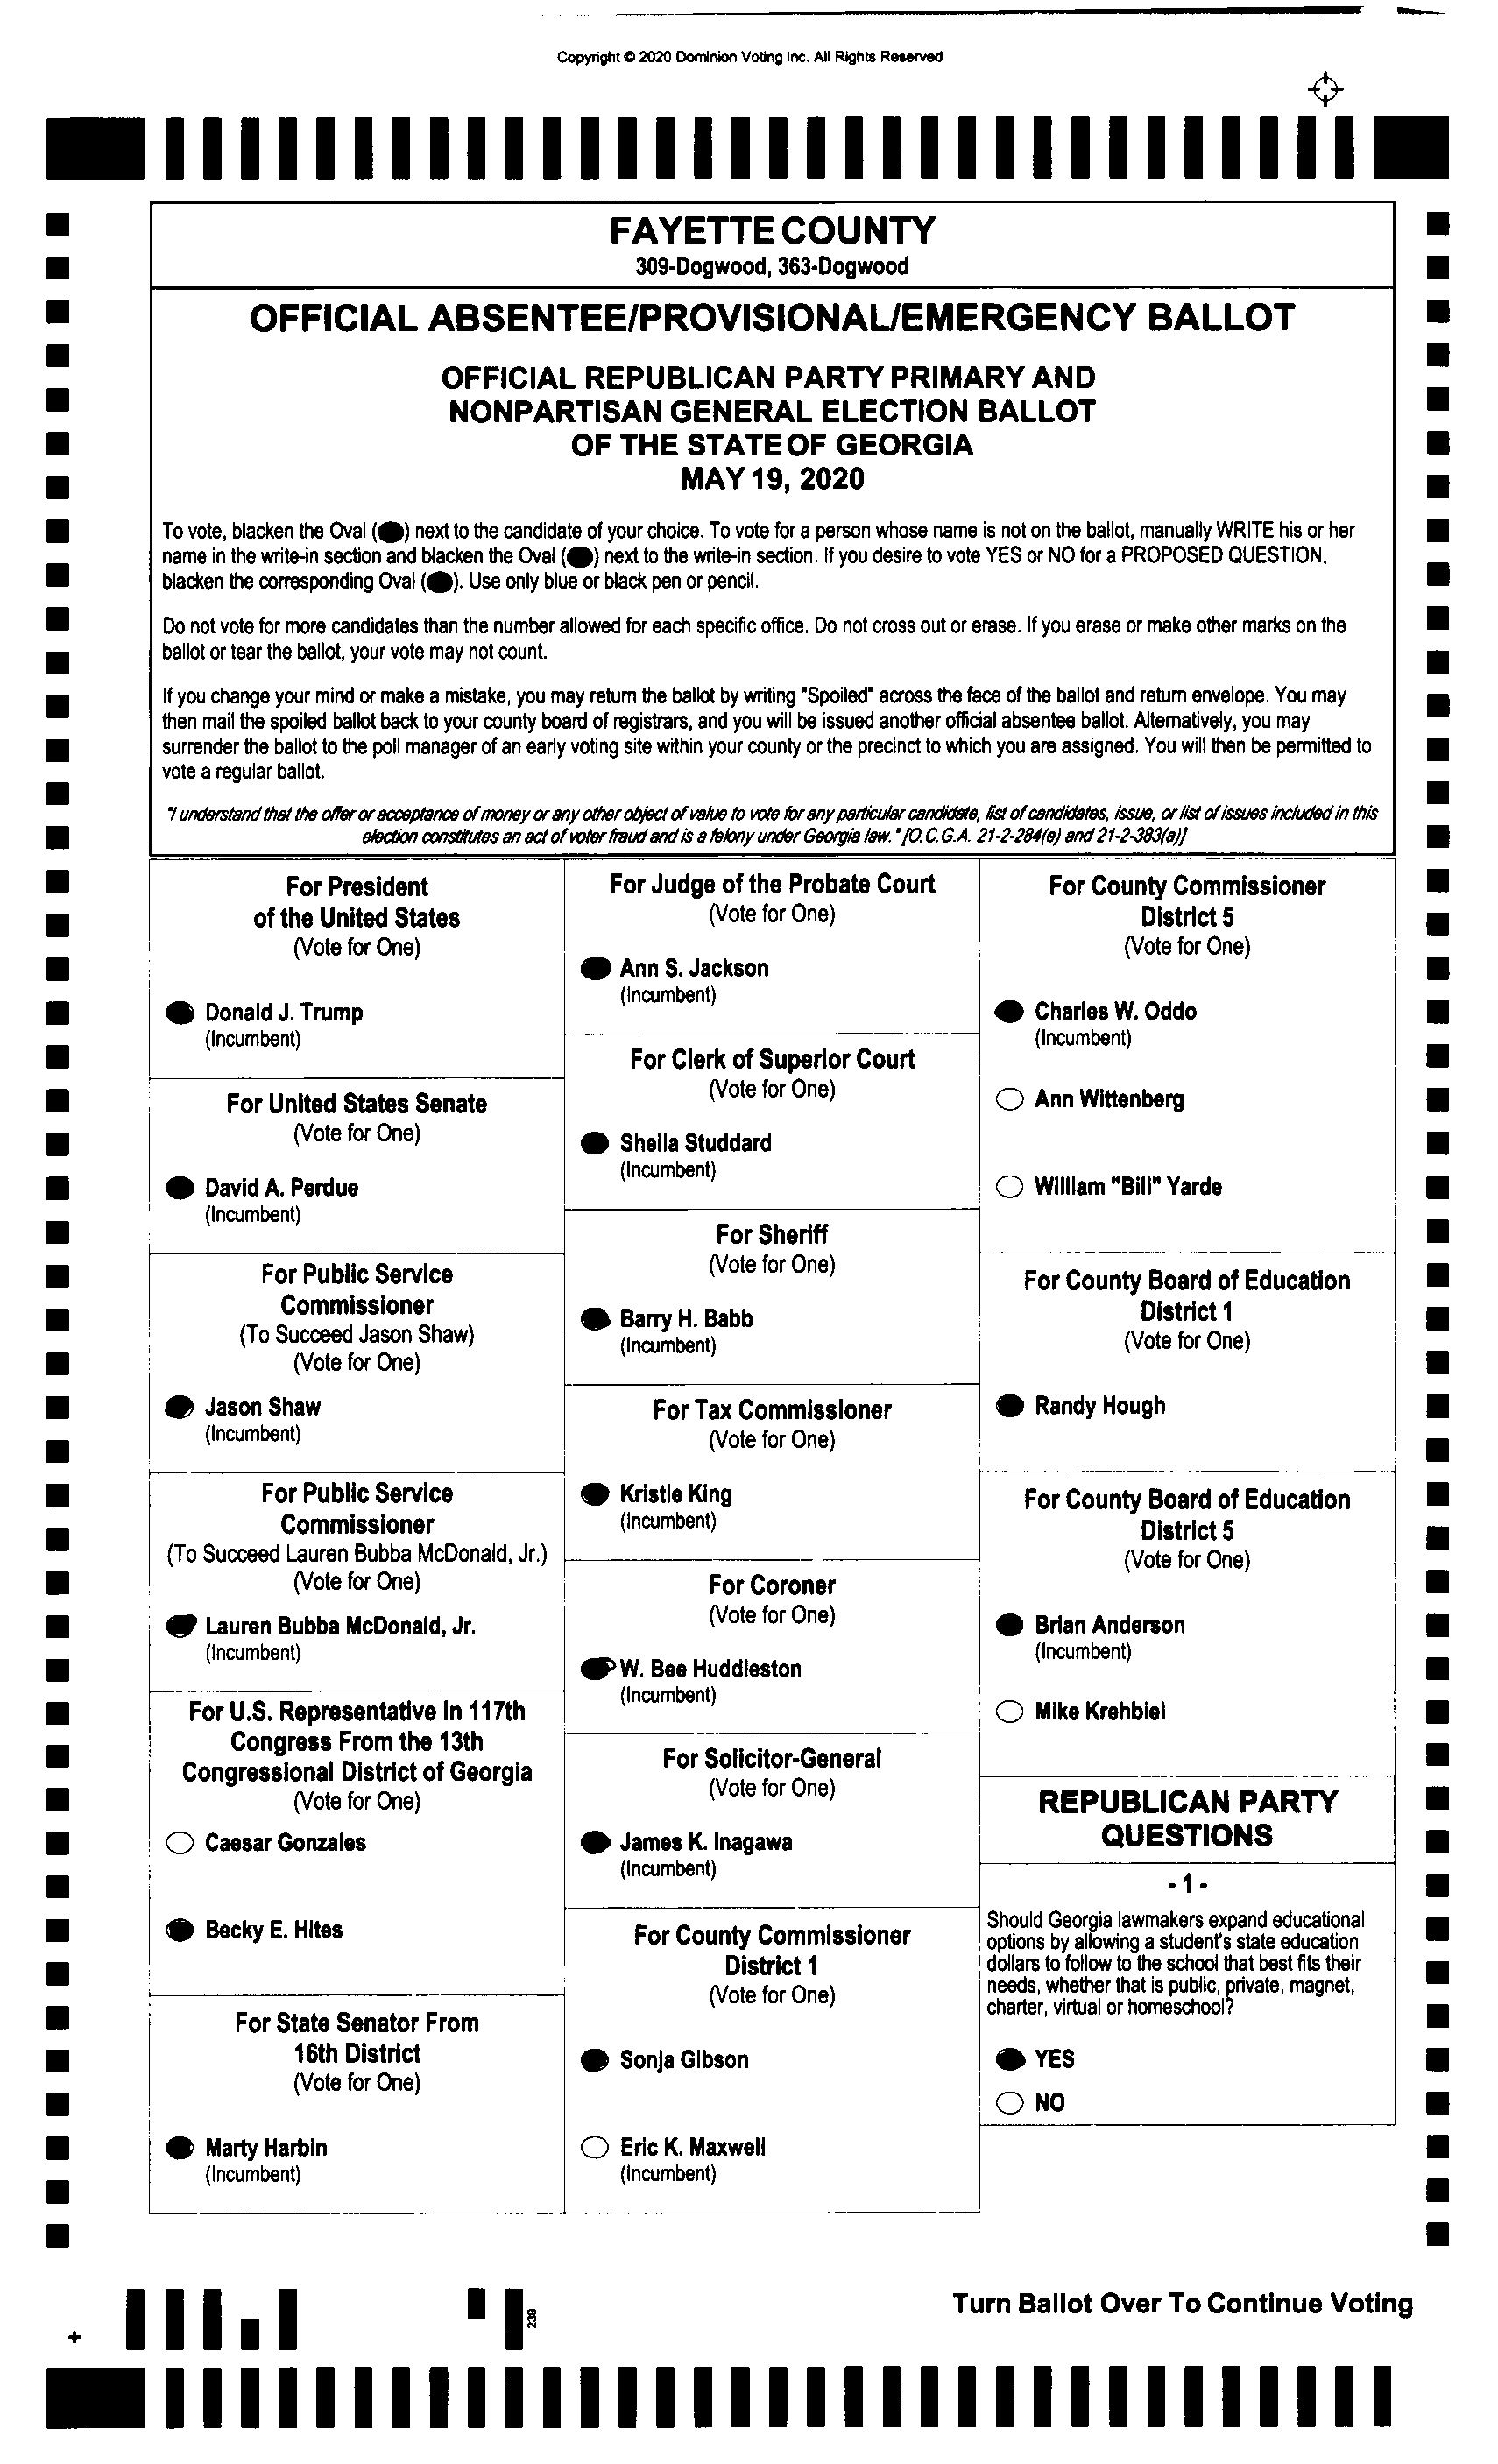 Copyright © 2020 Dominion Voting Inc. All Rights Reserved
FAYETTE COUNTY
309-Dogwood, 363-Dogwood
OFFICIAL ABSENTEE/PROVISIONAL/EMERGENCY BALLOT
OFFICIAL REPUBLICAN PARTY PRIMARY AND
NONPARTISAN GENERAL ELECTION BALLOT
OF THE STATE OF GEORGIA
MAY 19, 2020
To vote, blacken the Oval ( ) next to the candidate of your choice. To vote for a person whose name is not on the ballot, manually WRITE his or her
name in the write-in section and blacken the Oval ( ) next to the write-in section. If you desire to vote YES or NO for a PROPOSED QUESTION,
blacken the corresponding Oval ( ). Use only blue or black pen or pencil.
Do not vote for more candidates than the number allowed for each specific office. Do not cross out or erase. If you erase or make other marks on the
ballot or tear the ballot, your vote may not count.
If you change your mind or make a mistake, you may return the ballot by writing "Spoiled" across the face of the ballot and return envelope. You may
then mail the spoiled ballot back to your county board of registrars, and you will be issued another official absentee ballot. Alternatively, you may
surrender the ballot to the poll manager of an early voting site within your county or the precinct to which you are assigned. You will then be permitted to
vote a regular ballot.
"I understand that the offer or acceptance of money or any other object of value to vote for any particular candidate, list of candidates, issue, or list of issues included in this
election constitutes an act of voter fraud and is a felony under Georgia law." [O.C.G.A. 21-2-284(e) and 21-2-383(a)]
For President
of the United States
(Vote for One)
Donald J. Trump
(Incumbent)
For United States Senate
(Vote for One)
David A. Perdue
(Incumbent)
For Public Service
Commissioner
(To Succeed Jason Shaw)
(Vote for One)
Jason Shaw
(Incumbent)
For Public Service
Commissioner
(To Succeed Lauren Bubba McDonald, Jr.)
(Vote for One)
Lauren Bubba McDonald, Jr.
(Incumbent)
For U.S. Representative in 117th
Congress From the 13th
Congressional District of Georgia
(Vote for One)
Caesar Gonzales
Becky E. Hites
For State Senator From
16th District
(Vote for One)
Marty Harbin
(Incumbent)
For Judge of the Probate Court
(Vote for One)
Ann S. Jackson
(Incumbent)
For Clerk of Superior Court
(Vote for One)
Sheila Studdard
(Incumbent)
For Sheriff
(Vote for One)
Barry H. Babb
(Incumbent)
For Tax Commissioner
(Vote for One)
Kristie King
(Incumbent)
For Coroner
(Vote for One)
W. Bee Huddleston
(Incumbent)
For Solicitor-General
(Vote for One)
James K. Inagawa
(Incumbent)
For County Commissioner
District 1
(Vote for One)
Sonja Gibson
Eric K. Maxwell
(Incumbent)
For County Commissioner
District 5
(Vote for One)
Charles W. Oddo
(Incumbent)
Ann Wittenberg
William "Bill" Yarde
For County Board of Education
District 1
(Vote for One)
Randy Hough
For County Board of Education
District 5
(Vote for One)
Brian Anderson
(Incumbent)
Mike Krehbiel
REPUBLICAN PARTY
QUESTIONS
- 1 -
Should Georgia lawmakers expand educational
options by allowing a student's state education
dollars to follow to the school that best fits their
needs, whether that is public, private, magnet,
charter, virtual or homeschool?
YES
NO
Turn Ballot Over To Continue Voting
239